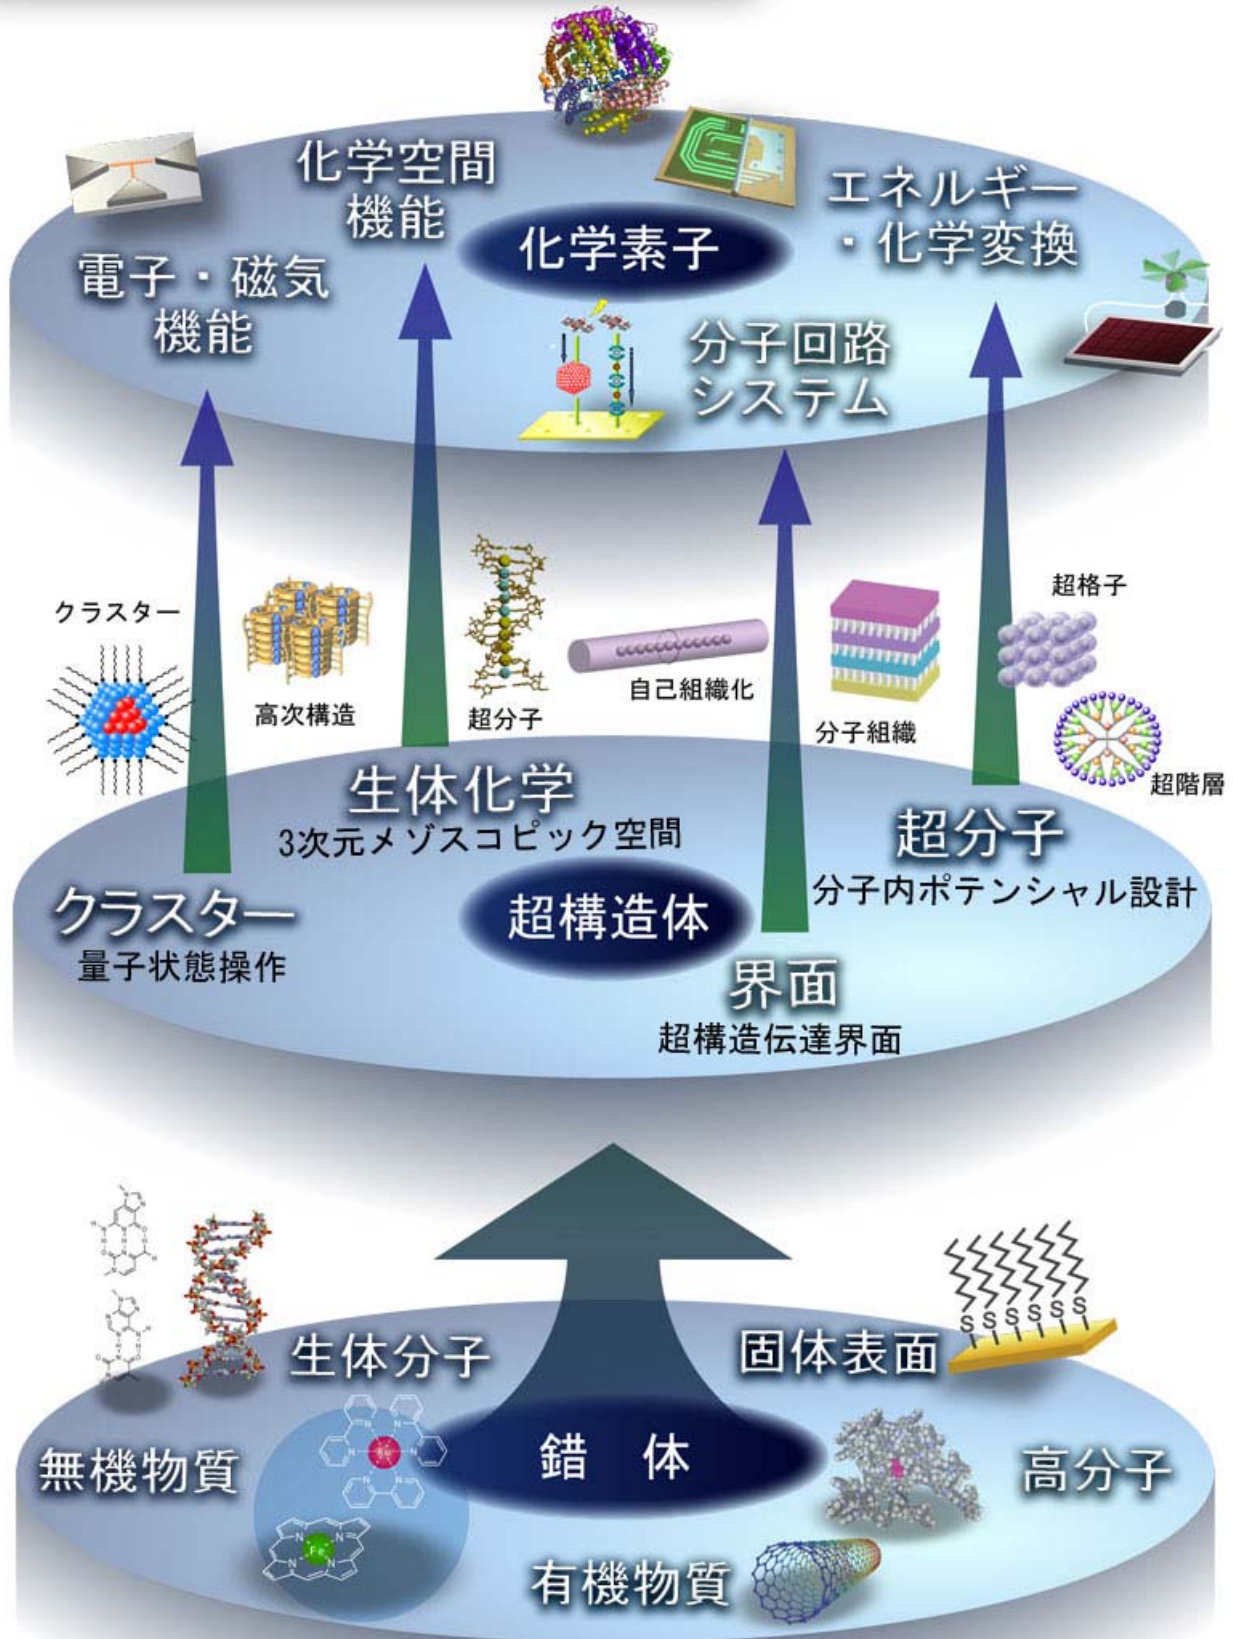 化学空間
機能
エネルギー
・化学変換
化学素子
電子・磁気
機能
分子回路
システム
クラスター
高次構造
超分子
自己組織化
分子組織
超格子
超階層
生体化学
3次元メゾスコピック空間
超分子
分子内ポテンシャル設計
クラスター
量子状態操作
超構造体
界面
超構造伝達界面
S S S S S S
生体分子
固体表面
無機物質
錯 体
高分子
Ru
N N N N
Fe
有機物質